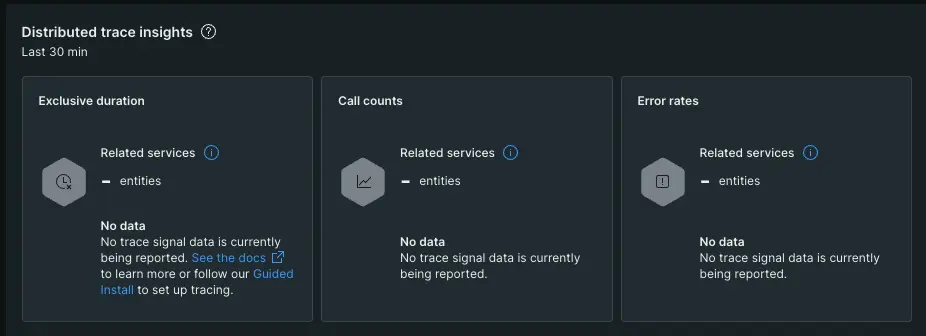 Distributed trace insights
Last 30 min
Exclusive duration
Related services
– entities
No data
No trace signal data is currently
being reported. See the docs
to learn more or follow our Guided
Install to set up tracing.
Call counts
Related services
– entities
No data
No trace signal data is currently
being reported.
Error rates
Related services
– entities
No data
No trace signal data is currently
being reported.